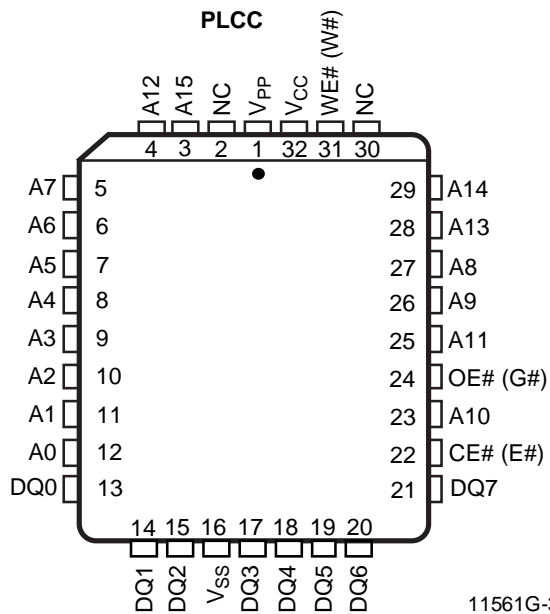 PLCC
A12 A15 NC VPP VCC WE# (W#) NC
4 3 2 1 32 31 30
A7 5 29 A14
A6 6 28 A13
A5 7 27 A8
A4 8 26 A9
A3 9 25 A11
A2 10 24 OE# (G#)
A1 11 23 A10
A0 12 22 CE# (E#)
DQ0 13 21 DQ7
14 15 16 17 18 19 20
DQ1 DQ2 VSS DQ3 DQ4 DQ5 DQ6